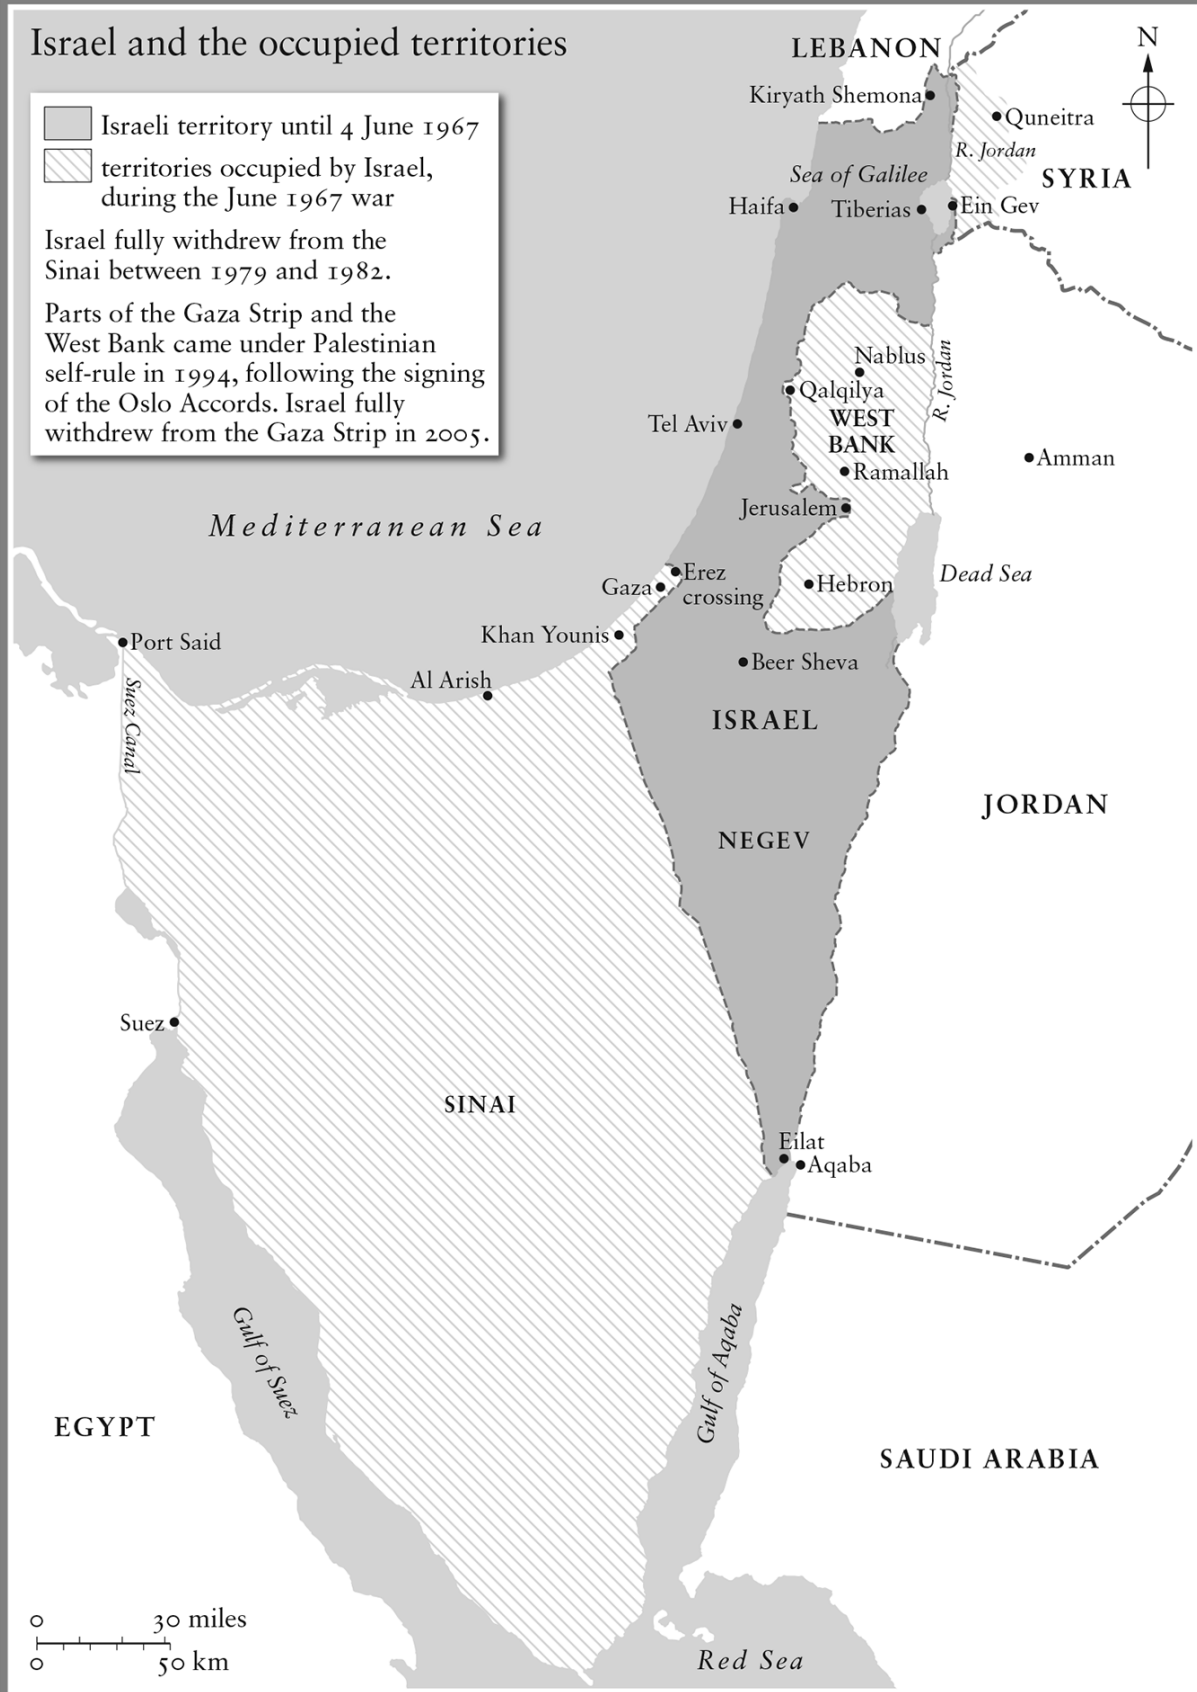 Israel and the occupied territories
Israeli territory until 4 June 1967
territories occupied by Israel,
during the June 1967 war
Israel fully withdrew from the
Sinai between 1979 and 1982.
Parts of the Gaza Strip and the
West Bank came under Palestinian
self-rule in 1994, following the signing
of the Oslo Accords. Israel fully
withdrew from the Gaza Strip in 2005.
LEBANON
N
Kiryath Shemona
Quneitra
R. Jordan
Sea of Galilee
SYRIA
Haifa
Tiberias
Ein Gev
Nablus
R. Jordan
Qalqilya
WEST
BANK
Tel Aviv
Amman
Ramallah
Jerusalem
Mediterranean Sea
Erez
crossing
Gaza
Hebron
Dead Sea
Khan Younis
Port Said
Beer Sheva
Al Arish
Suez Canal
ISRAEL
JORDAN
NEGEV
Suez
SINAI
Eilat
Aqaba
Gulf of Suez
Gulf of Aqaba
EGYPT
SAUDI ARABIA
0 30 miles
0 50 km
Red Sea